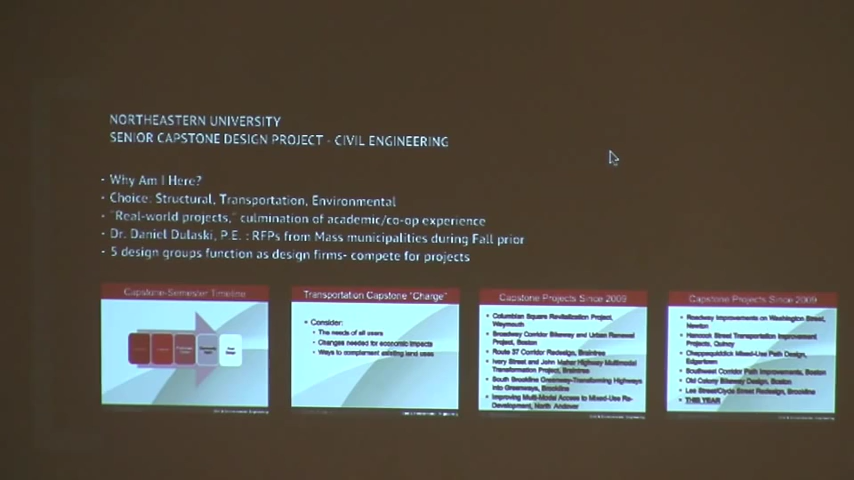 NORTHEASTERN UNIVERSITY
SENIOR CAPSTONE DESIGN PROJECT - CIVIL ENGINEERING
- Why Am I Here?
- Choice: Structural, Transportation, Environmental
- "Real-world projects," culmination of academic/co-op experience
- Dr. Daniel Dulaski, P.E. : RFPs from Mass municipalities during Fall prior
- 5 design groups function as design firms- compete for projects
Capstone-Semester Timeline
Transportation Capstone "Charge"
• Consider:
• The needs of all users
• Changes needed for economic impacts
• Ways to complement existing land uses
Capstone Projects Since 2009
• Columbian Square Revitalization Project,
Weymouth
• Broadway Corridor Bikeway and Urban Renewal
Project, Boston
• Route 37 Corridor Redesign, Braintree
• Ivory Street and John Maher Highway Multimodal
Transformation Project, Braintree
• South Brookline Greenway-Transforming Highways
into Greenways, Brookline
• Improving Multi-Modal Access to Mixed-Use Re-
Development, North Andover
Capstone Projects Since 2009
• Roadway Improvements on Washington Street,
Newton
• Hancock Street Transportation Improvement
Projects, Quincy
• Chappaquiddick Mixed-Use Path Design,
Edgartown
• Southwest Corridor Path Improvements, Boston
• Old Colony Bikeway Design, Boston
• Lee Street/Clyde Street Redesign, Brookline
• THIS YEAR